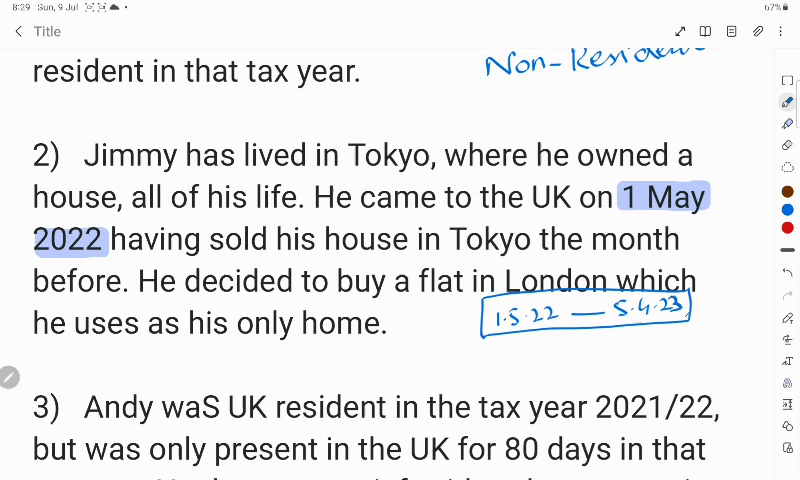 8:29 Sun, 9 Jul
67%
Title
Non-Resident
resident in that tax year.
2) Jimmy has lived in Tokyo, where he owned a
house, all of his life. He came to the UK on 1 May
2022 having sold his house in Tokyo the month
before. He decided to buy a flat in London which
he uses as his only home.
1.5.22 — 5.4.23
3) Andy waS UK resident in the tax year 2021/22,
but was only present in the UK for 80 days in that